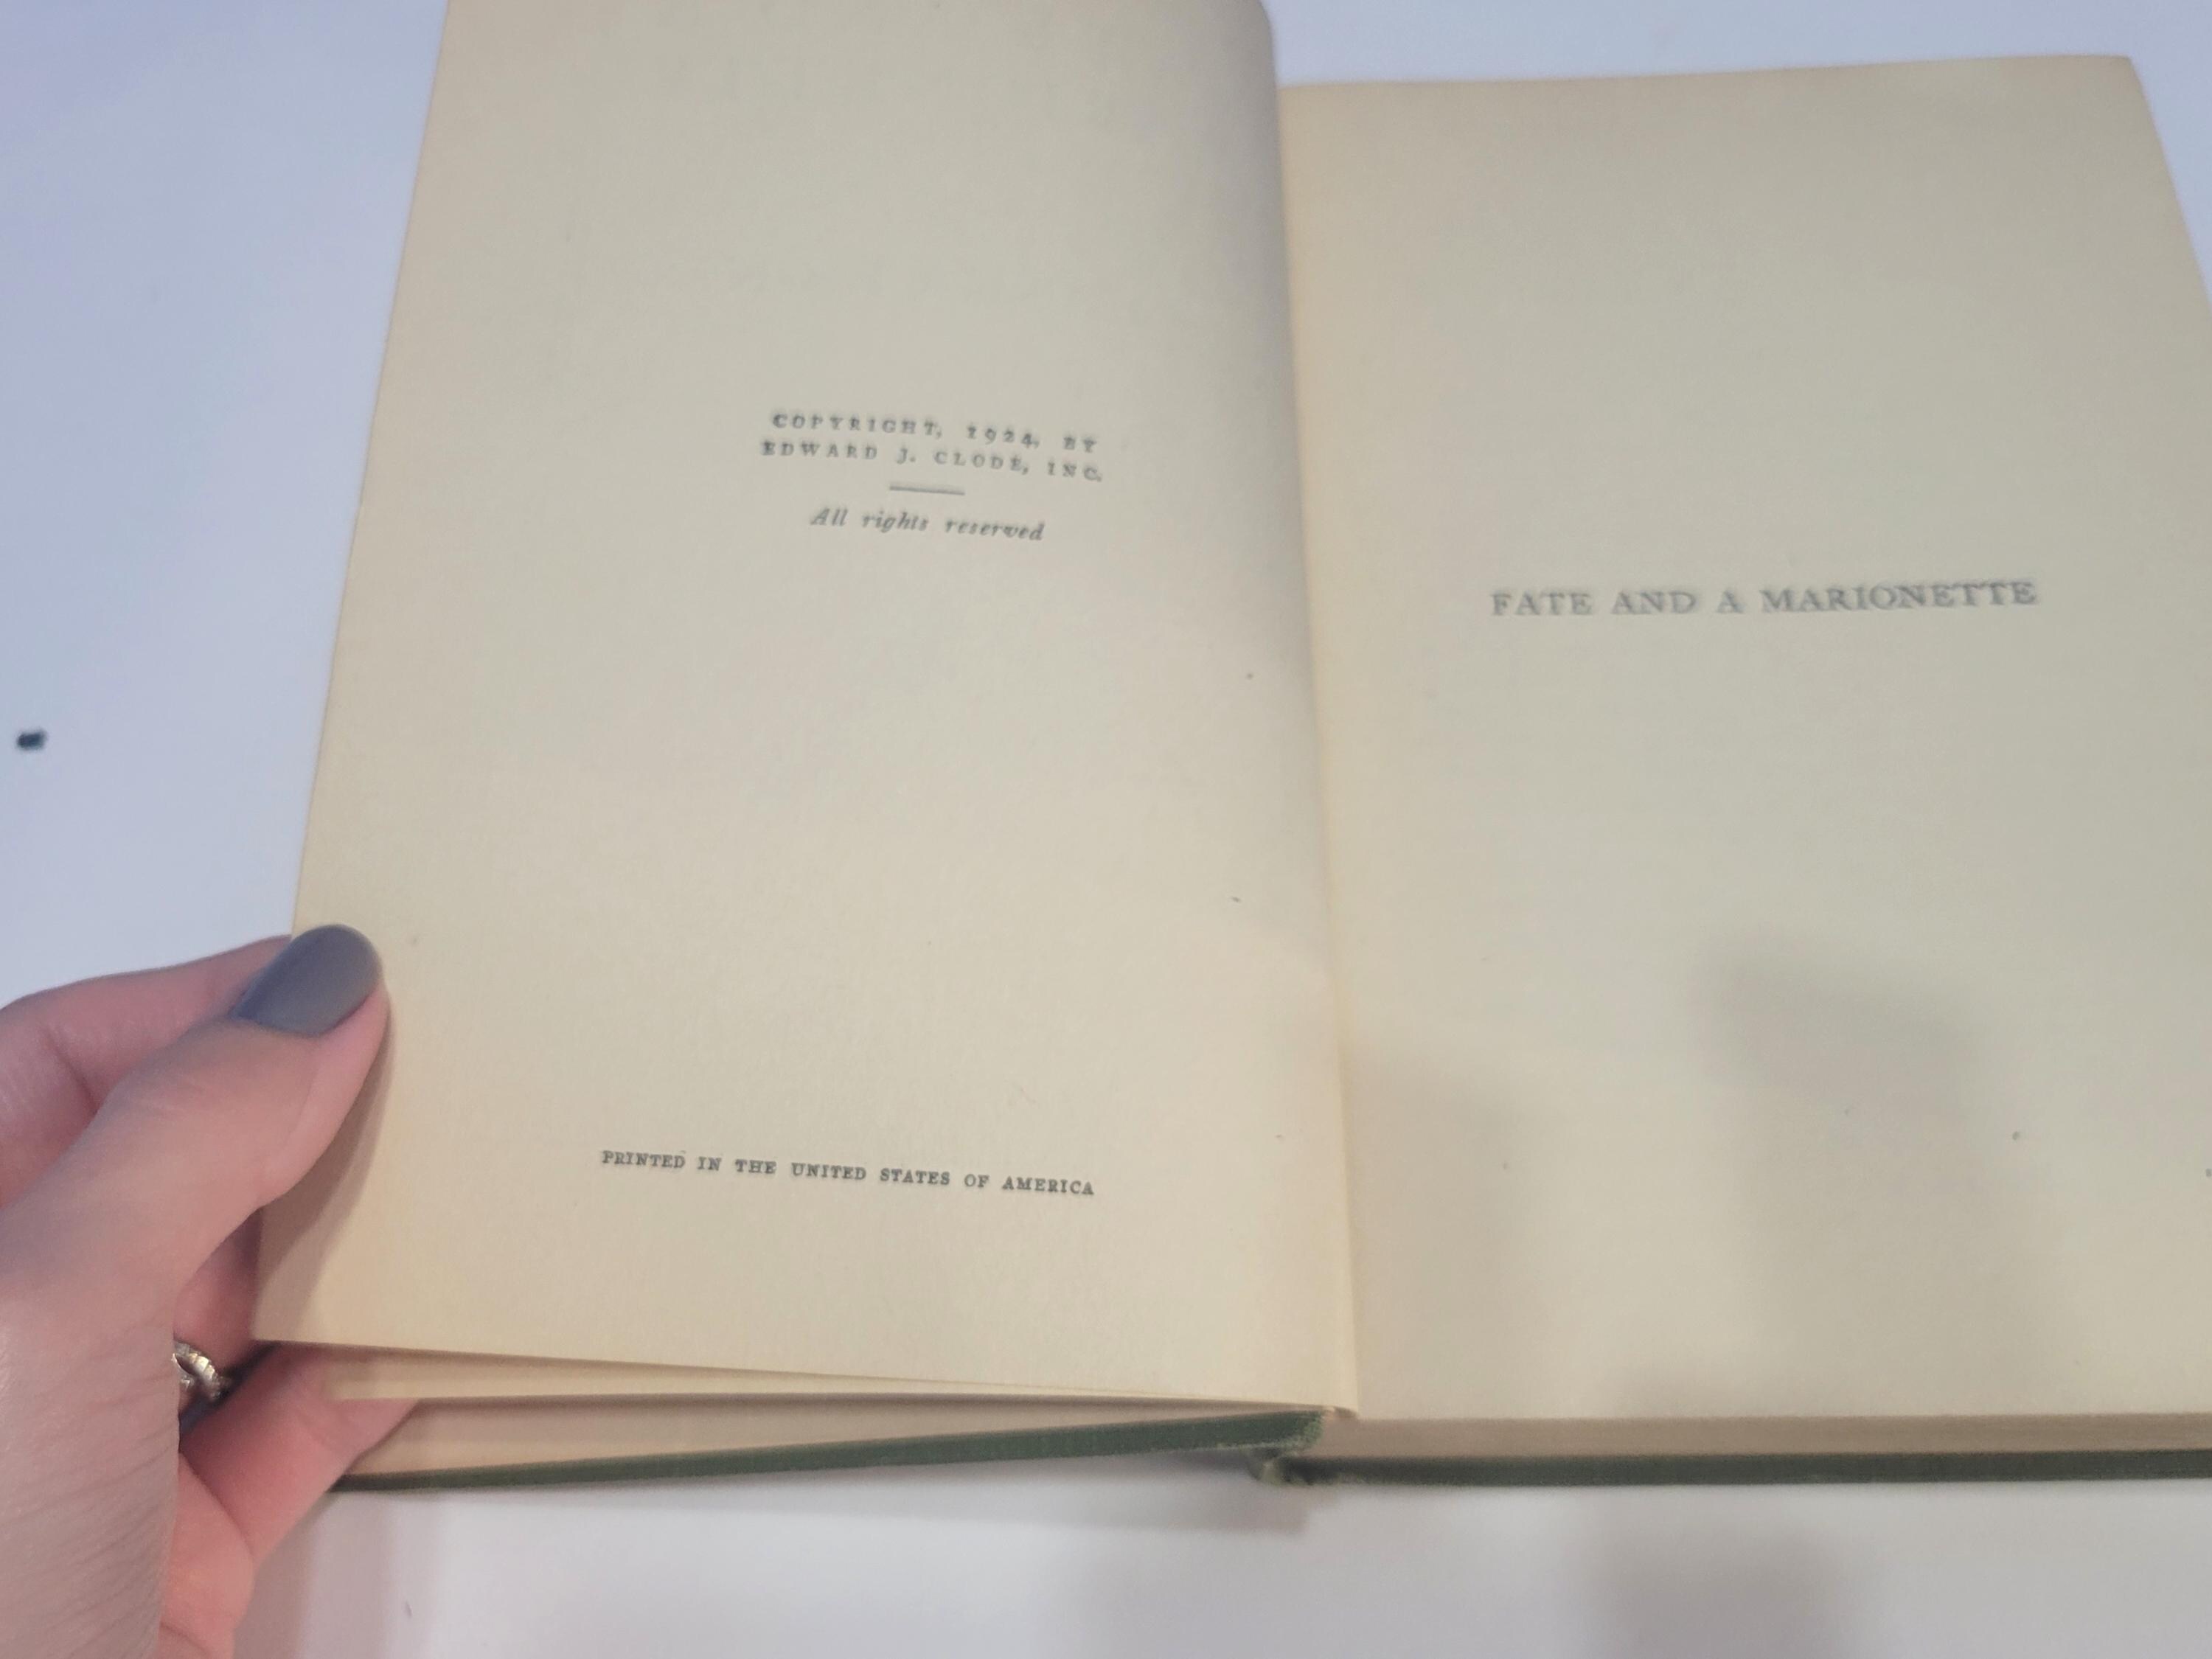 COPYRIGHT, 1924, BY
EDWARD J. CLODE, INC.
All rights reserved
PRINTED IN THE UNITED STATES OF AMERICA
FATE AND A MARIONETTE